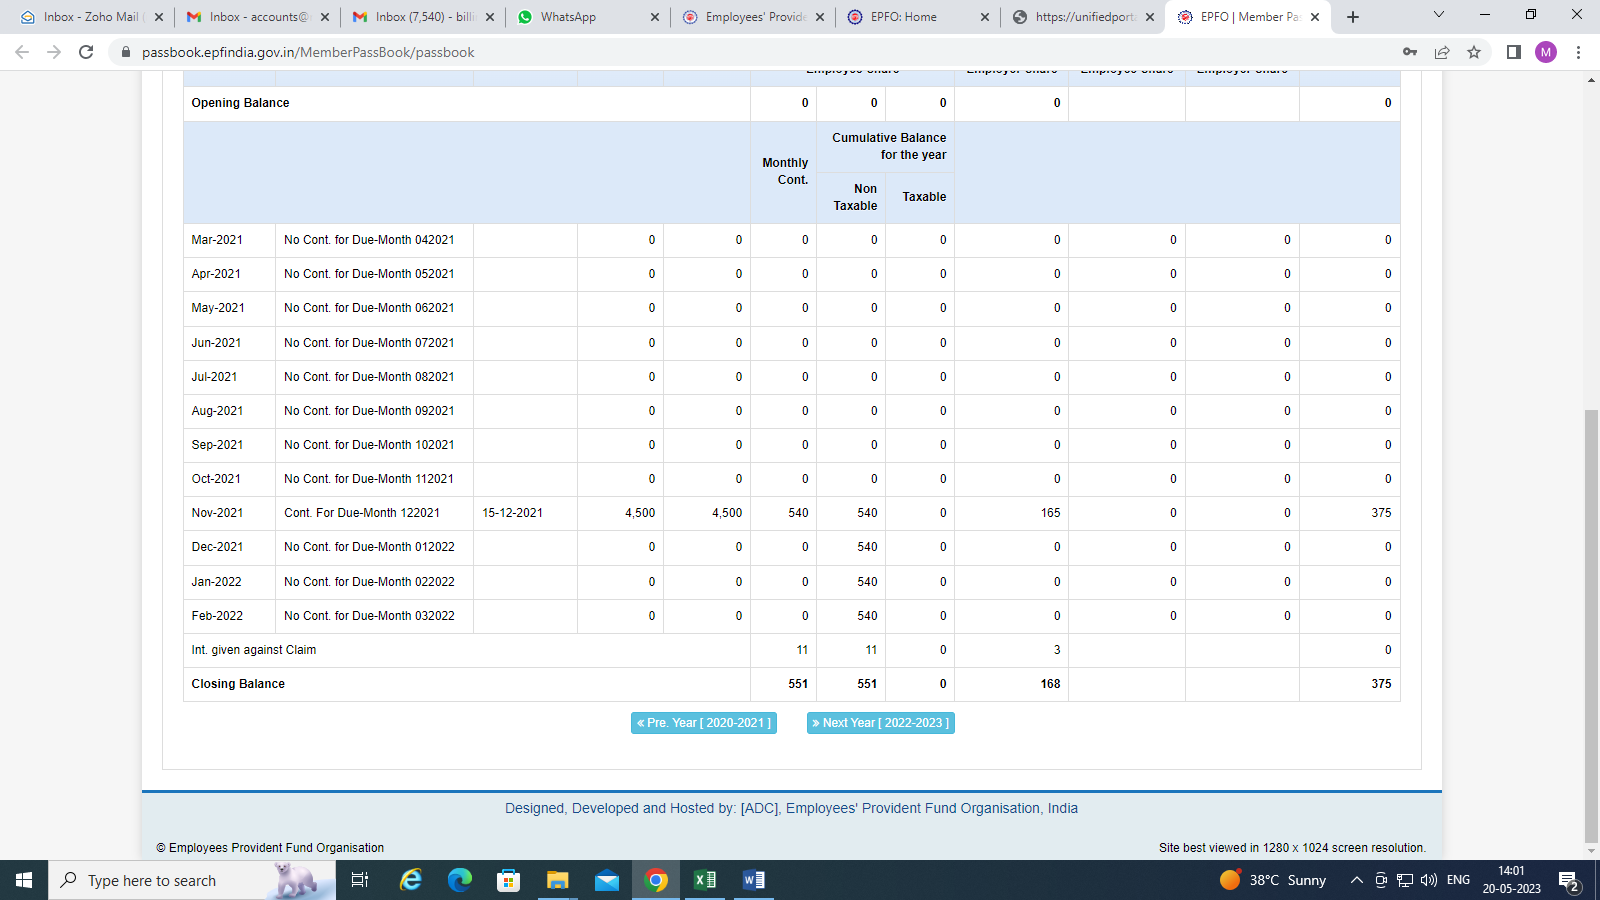 Inbox - Zoho Mail ( Inbox - accounts@ Inbox (7,540) - billi WhatsApp Employees' Provide EPFO: Home https://unifiedport EPFO | Member Pa
passbook.epfindia.gov.in/MemberPassBook/passbook M
Employee Share Employer Share Employee Share Employer Share
Opening Balance 0 0 0 0 0
Monthly Cont. Cumulative Balance for the year
Non Taxable Taxable
Mar-2021 No Cont. for Due-Month 042021 0 0 0 0 0 0 0 0 0
Apr-2021 No Cont. for Due-Month 052021 0 0 0 0 0 0 0 0 0
May-2021 No Cont. for Due-Month 062021 0 0 0 0 0 0 0 0 0
Jun-2021 No Cont. for Due-Month 072021 0 0 0 0 0 0 0 0 0
Jul-2021 No Cont. for Due-Month 082021 0 0 0 0 0 0 0 0 0
Aug-2021 No Cont. for Due-Month 092021 0 0 0 0 0 0 0 0 0
Sep-2021 No Cont. for Due-Month 102021 0 0 0 0 0 0 0 0 0
Oct-2021 No Cont. for Due-Month 112021 0 0 0 0 0 0 0 0 0
Nov-2021 Cont. For Due-Month 122021 15-12-2021 4,500 4,500 540 540 0 165 0 0 375
Dec-2021 No Cont. for Due-Month 012022 0 0 0 540 0 0 0 0 0
Jan-2022 No Cont. for Due-Month 022022 0 0 0 540 0 0 0 0 0
Feb-2022 No Cont. for Due-Month 032022 0 0 0 540 0 0 0 0 0
Int. given against Claim 11 11 0 3 0
Closing Balance 551 551 0 168 375
« Pre. Year [ 2020-2021 ] » Next Year [ 2022-2023 ]
Designed, Developed and Hosted by: [ADC], Employees' Provident Fund Organisation, India
© Employees Provident Fund Organisation Site best viewed in 1280 x 1024 screen resolution.
Type here to search 38°C Sunny ENG 14:01
20-05-2023 2